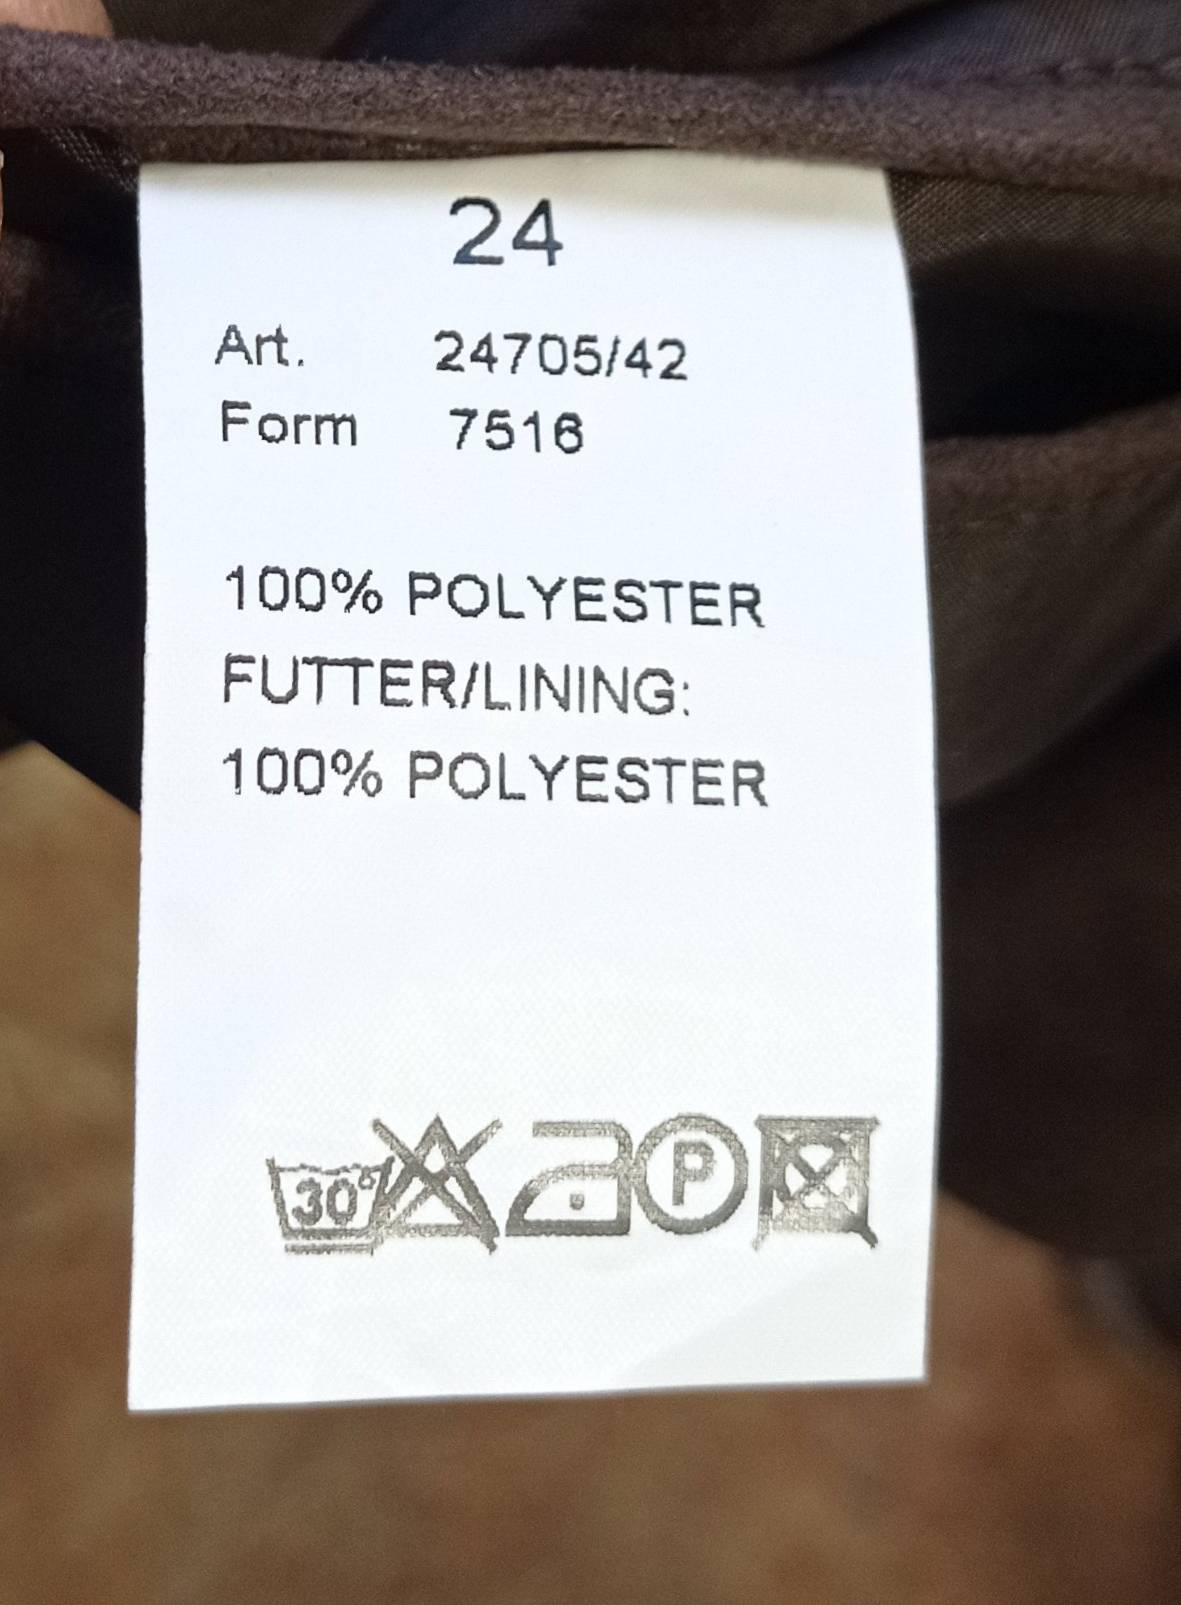 24
Art. 24705/42
Form 7516
100% POLYESTER
FUTTER/LINING:
100% POLYESTER
30° P